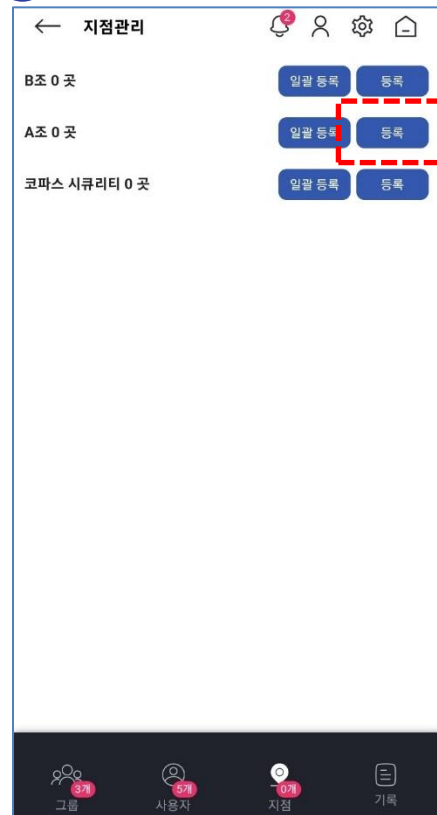 지점관리 2
B조 0 곳 일괄 등록 등록
A조 0 곳 일괄 등록 등록
코파스 시큐리티 0 곳 일괄 등록 등록
3개 5개 0개
그룹 사용자 지점 기록